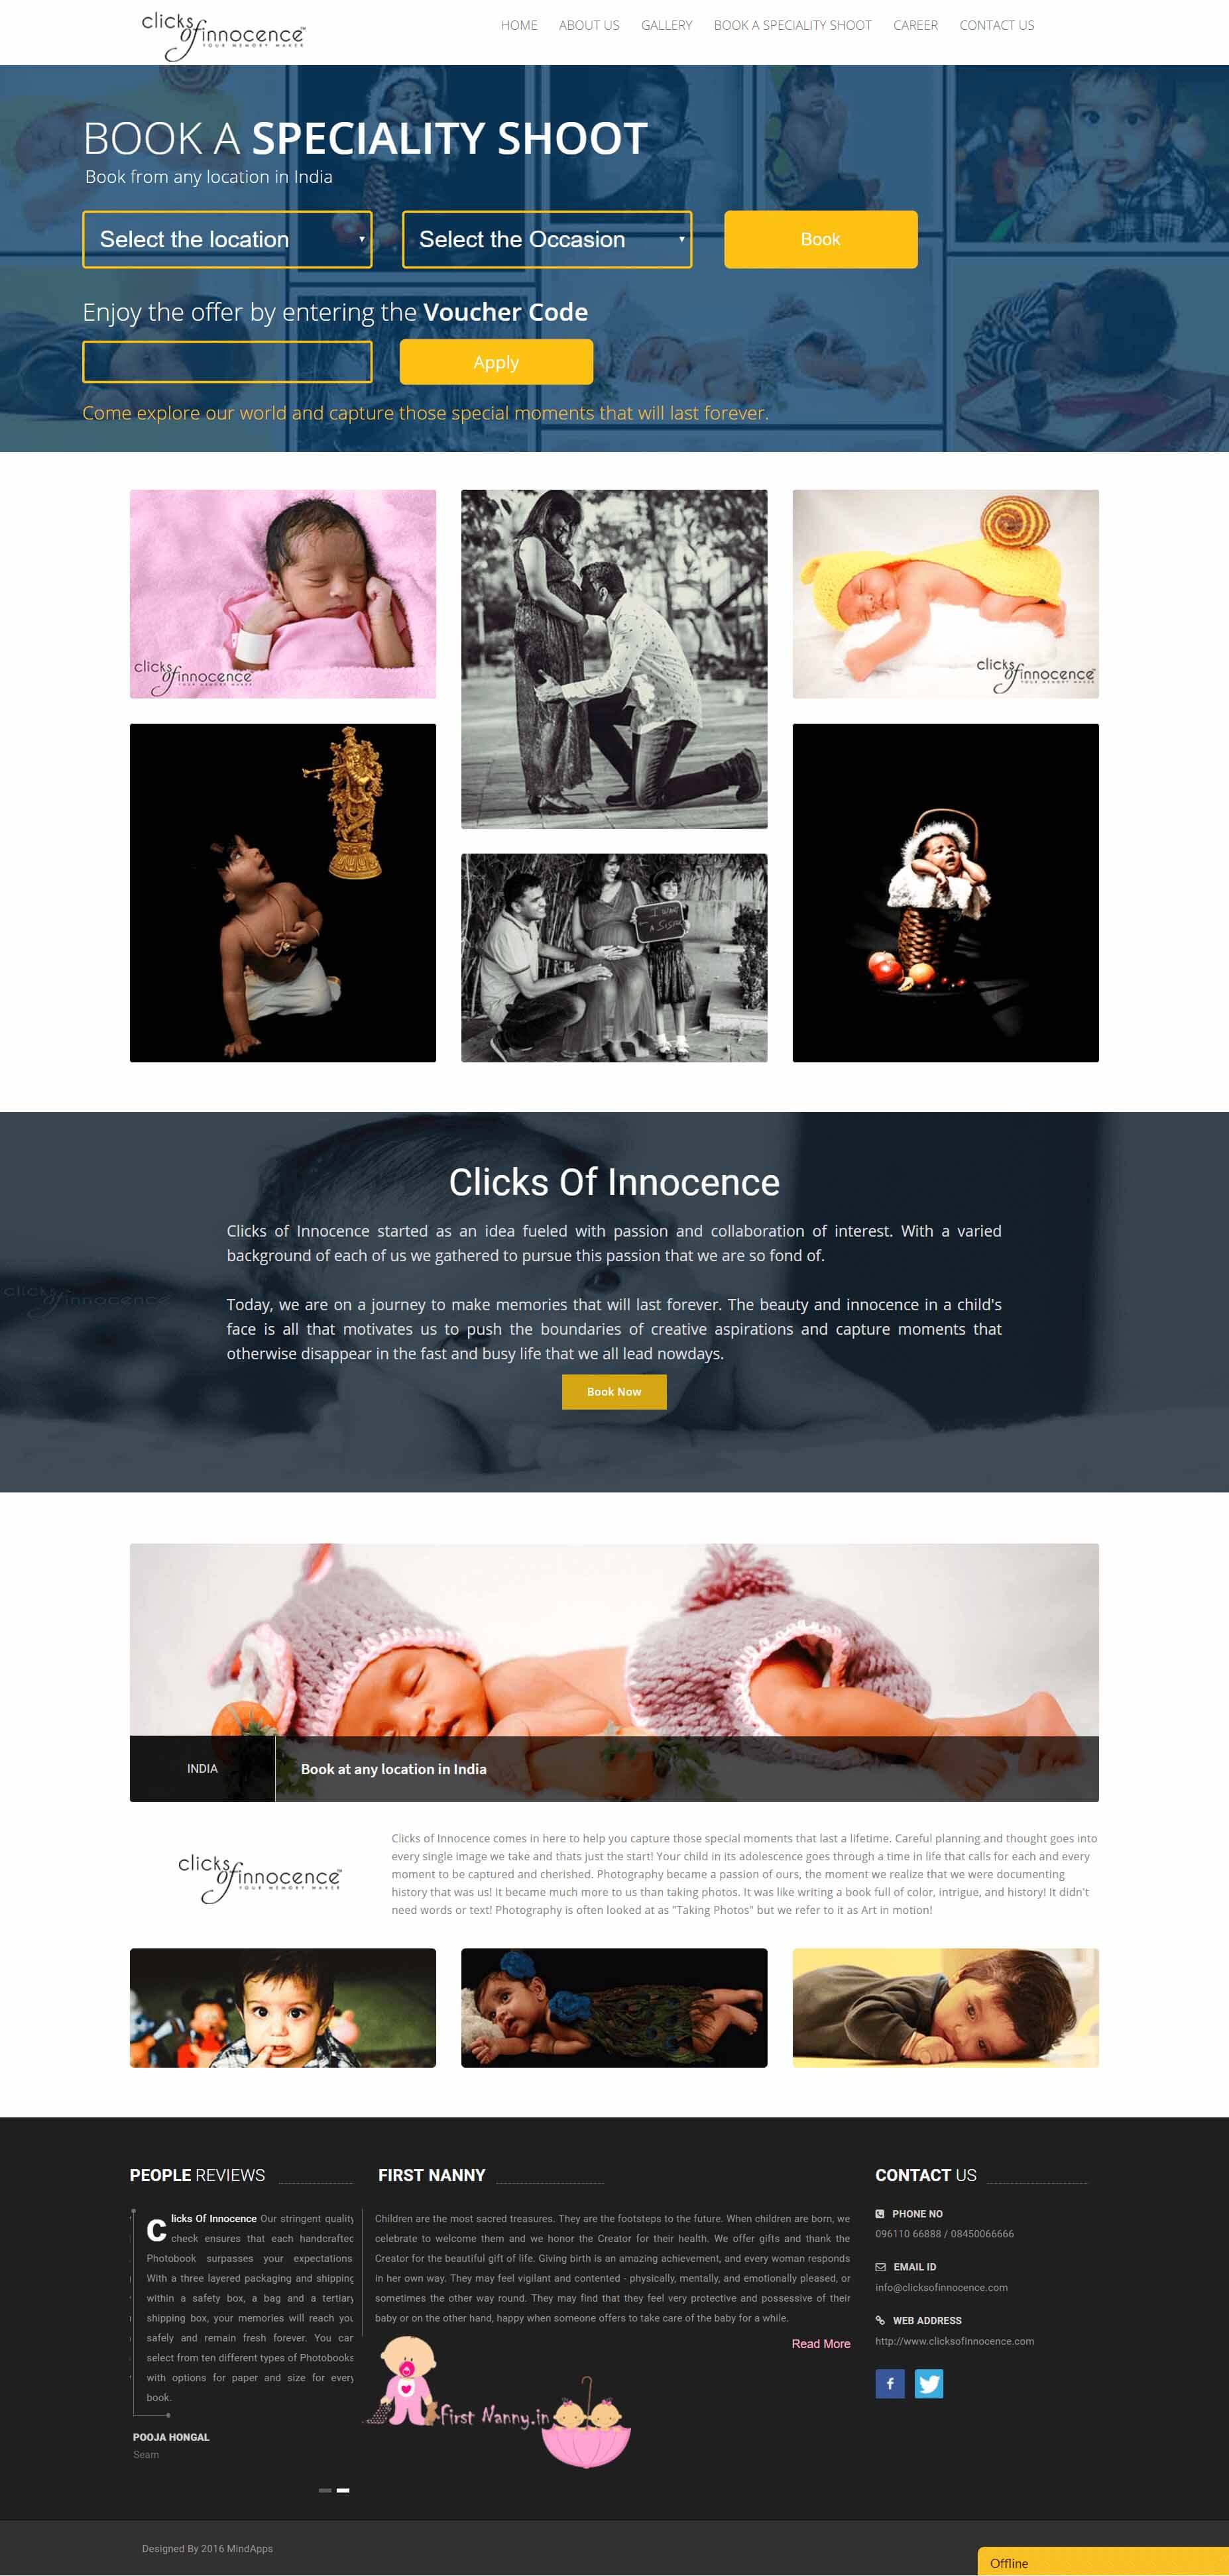 clicks
ofinnocence™
YOUR MEMORY MAKER
HOME ABOUT US GALLERY BOOK A SPECIALITY SHOOT CAREER CONTACT US
BOOK A SPECIALITY SHOOT
Book from any location in India
Select the location
Select the Occasion
Book
Enjoy the offer by entering the Voucher Code
Apply
Come explore our world and capture those special moments that will last forever.
clicks
ofinnocence
YOUR MEMORY MAKER
clicks
ofinnocence™
YOUR MEMORY MAKER
I WANT
A SISTER
Clicks Of Innocence
Clicks of Innocence started as an idea fueled with passion and collaboration of interest. With a varied
background of each of us we gathered to pursue this passion that we are so fond of.
clicks
ofinnocence
Today, we are on a journey to make memories that will last forever. The beauty and innocence in a child's
face is all that motivates us to push the boundaries of creative aspirations and capture moments that
otherwise disappear in the fast and busy life that we all lead nowdays.
Book Now
INDIA
Book at any location in India
clicks
ofinnocence™
YOUR MEMORY MAKER
Clicks of Innocence comes in here to help you capture those special moments that last a lifetime. Careful planning and thought goes into
every single image we take and thats just the start! Your child in its adolescence goes through a time in life that calls for each and every
moment to be captured and cherished. Photography became a passion of ours, the moment we realize that we were documenting
history that was us! It became much more to us than taking photos. It was like writing a book full of color, intrigue, and history! It didn't
need words or text! Photography is often looked at as "Taking Photos" but we refer to it as Art in motion!
PEOPLE REVIEWS
Clicks Of Innocence Our stringent quality
check ensures that each handcrafted
Photobook surpasses your expectations
With a three layered packaging and shipping
within a safety box, a bag and a tertiary
shipping box, your memories will reach you
safely and remain fresh forever. You can
select from ten different types of Photobooks
with options for paper and size for every
book.
POOJA HONGAL
Seam
FIRST NANNY
Children are the most sacred treasures. They are the footsteps to the future. When children are born, we
celebrate to welcome them and we honor the Creator for their health. We offer gifts and thank the
Creator for the beautiful gift of life. Giving birth is an amazing achievement, and every woman responds
in her own way. They may feel vigilant and contented - physically, mentally, and emotionally pleased, or
sometimes the other way round. They may find that they feel very protective and possessive of their
baby or on the other hand, happy when someone offers to take care of the baby for a while.
Read More
First Nanny.in
CONTACT US
PHONE NO
096110 66888 / 08450066666
EMAIL ID
info@clicksofinnocence.com
WEB ADDRESS
http://www.clicksofinnocence.com
Designed By 2016 MindApps
Offline